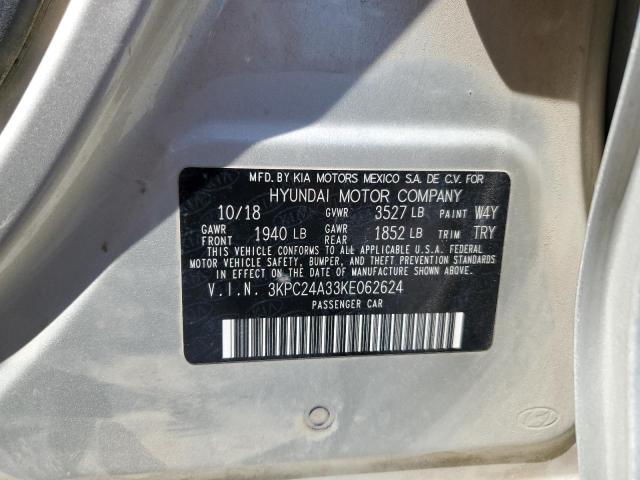 MFD. BY KIA MOTORS MEXICO S.A. DE C.V. FOR
HYUNDAI MOTOR COMPANY
10/18 GVWR 3527 LB PAINT W4Y
GAWR FRONT 1940 LB GAWR REAR 1852 LB TRIM TRY
THIS VEHICLE CONFORMS TO ALL APPLICABLE U.S.A. FEDERAL
MOTOR VEHICLE SAFETY, BUMPER, AND THEFT PREVENTION STANDARDS
IN EFFECT ON THE DATE OF MANUFACTURE SHOWN ABOVE.
V.I.N. 3KPC24A33KE062624
PASSENGER CAR